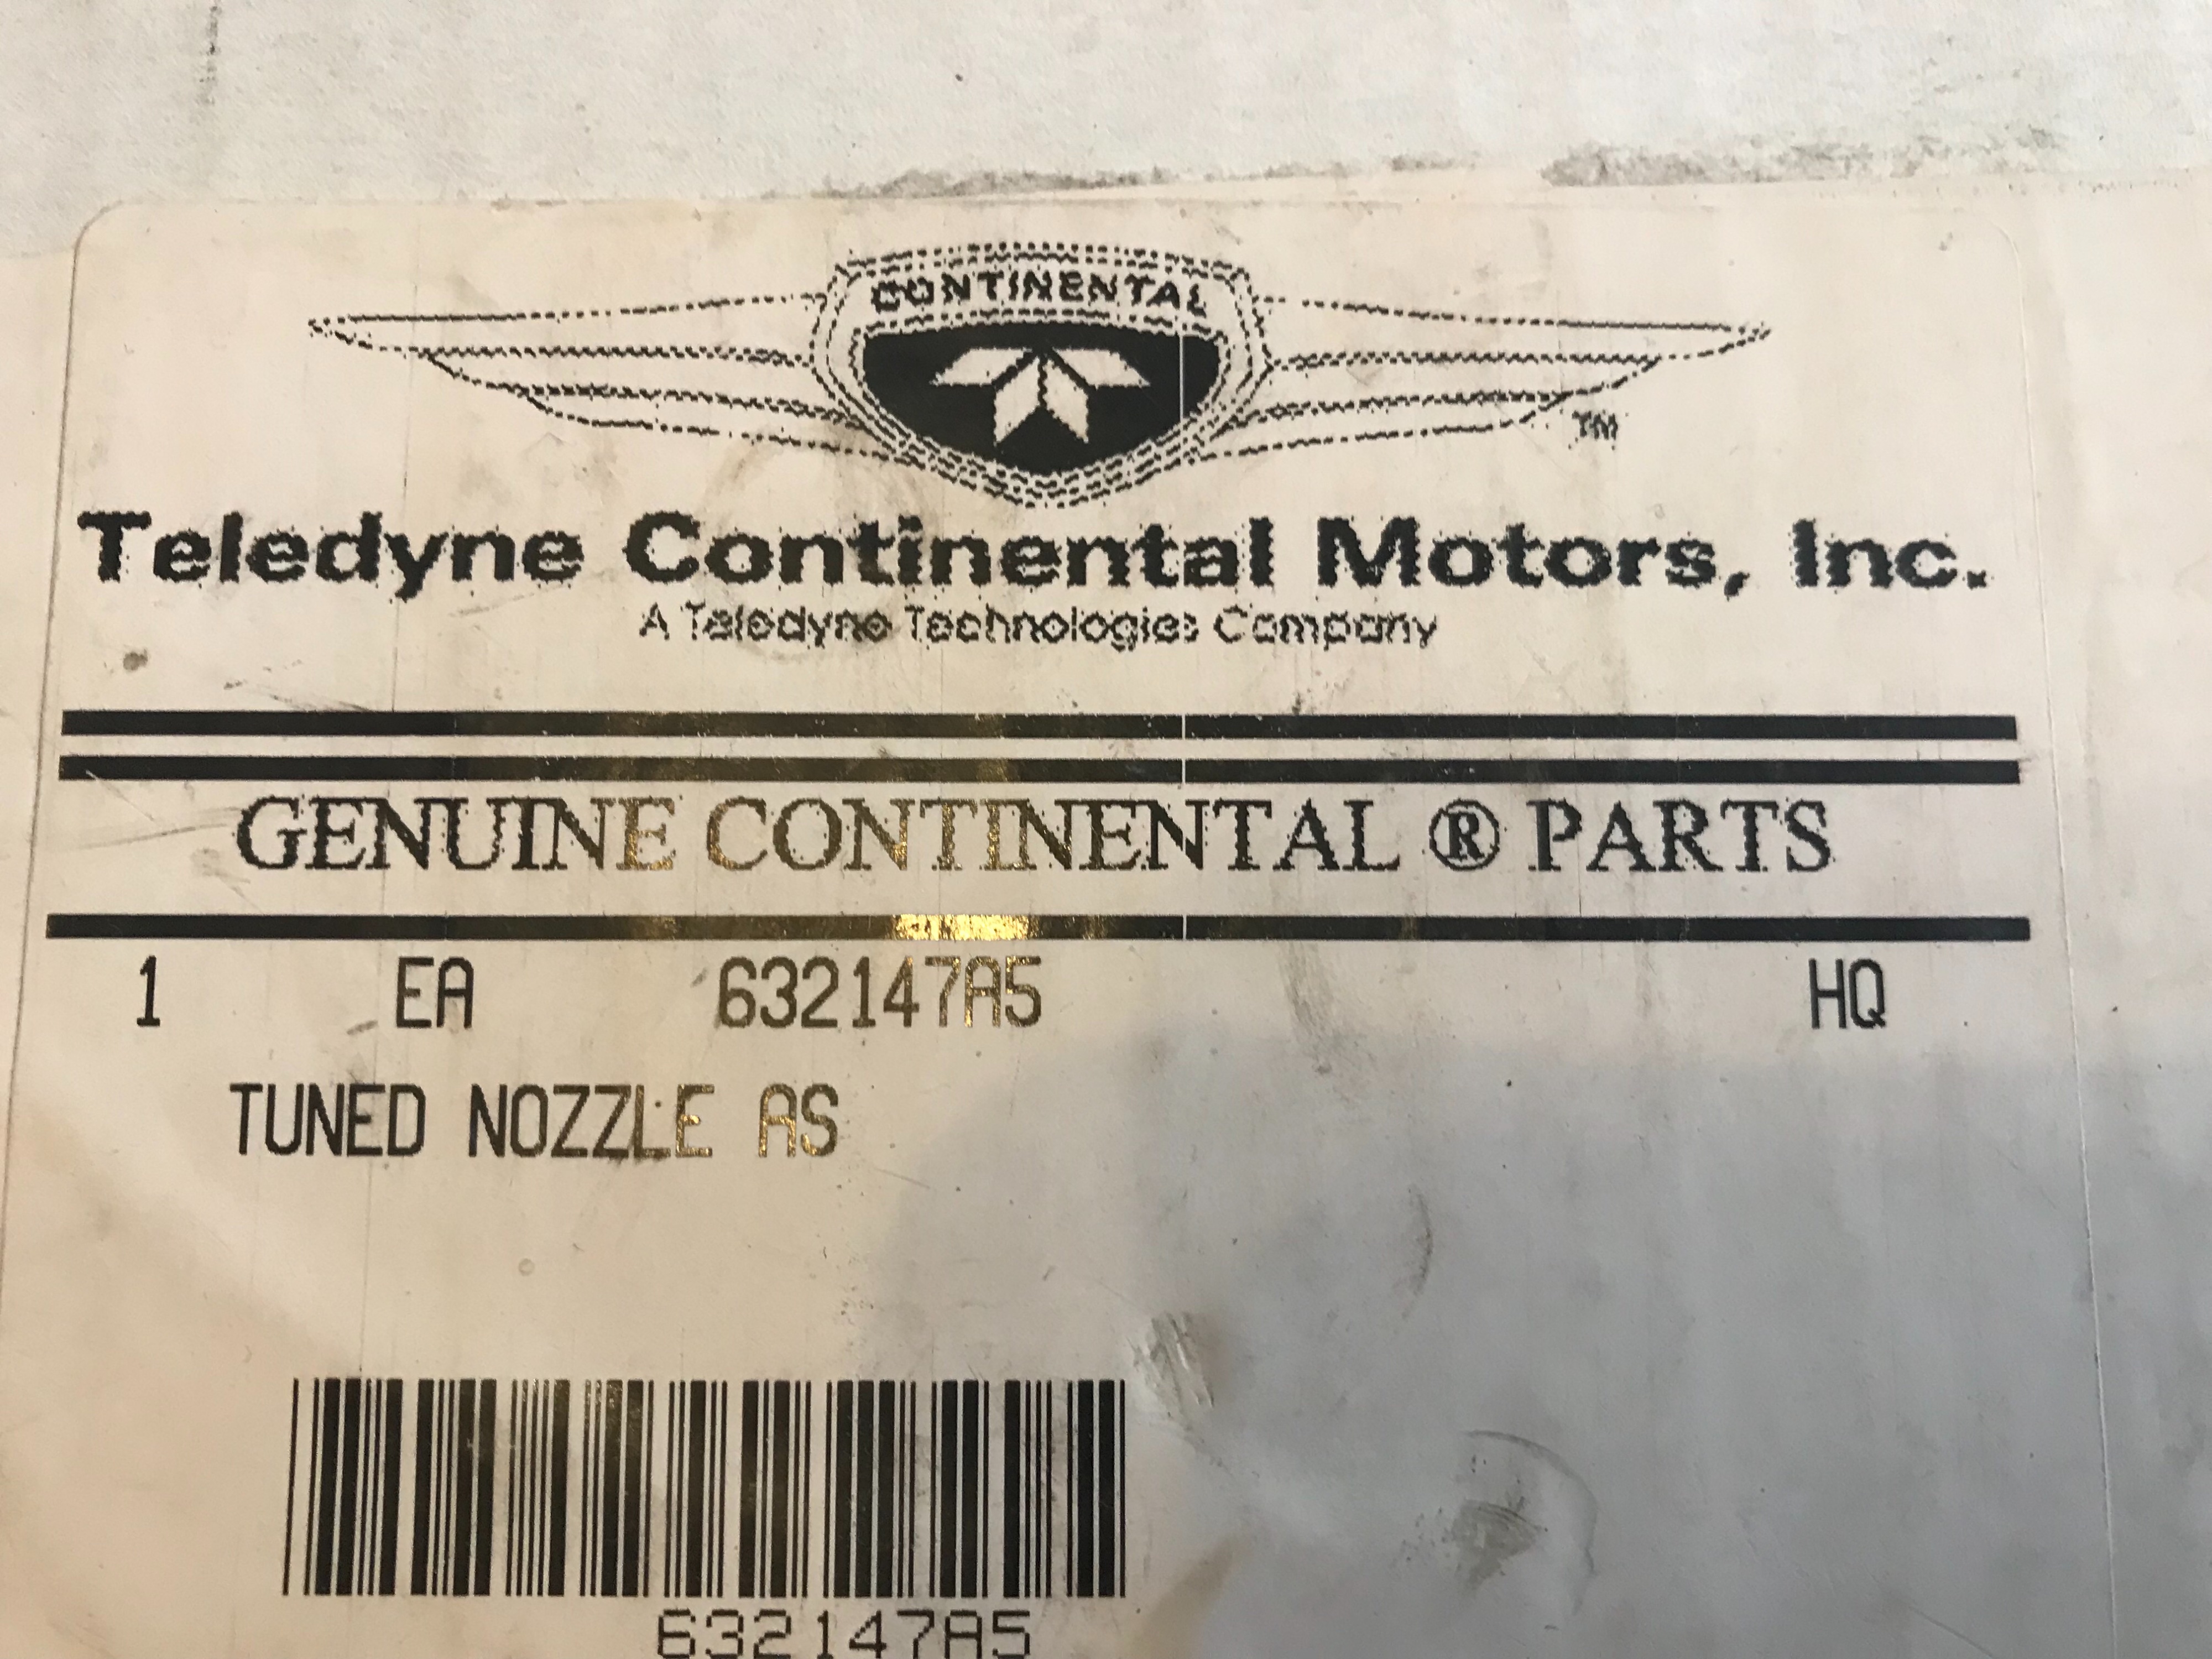 CONTINENTAL
TM
Teledyne Continental Motors, Inc.
A Teledyne Technologies Company
GENUINE CONTINENTAL ® PARTS
1 EA 632147A5 HQ
TUNED NOZZLE AS
632147A5